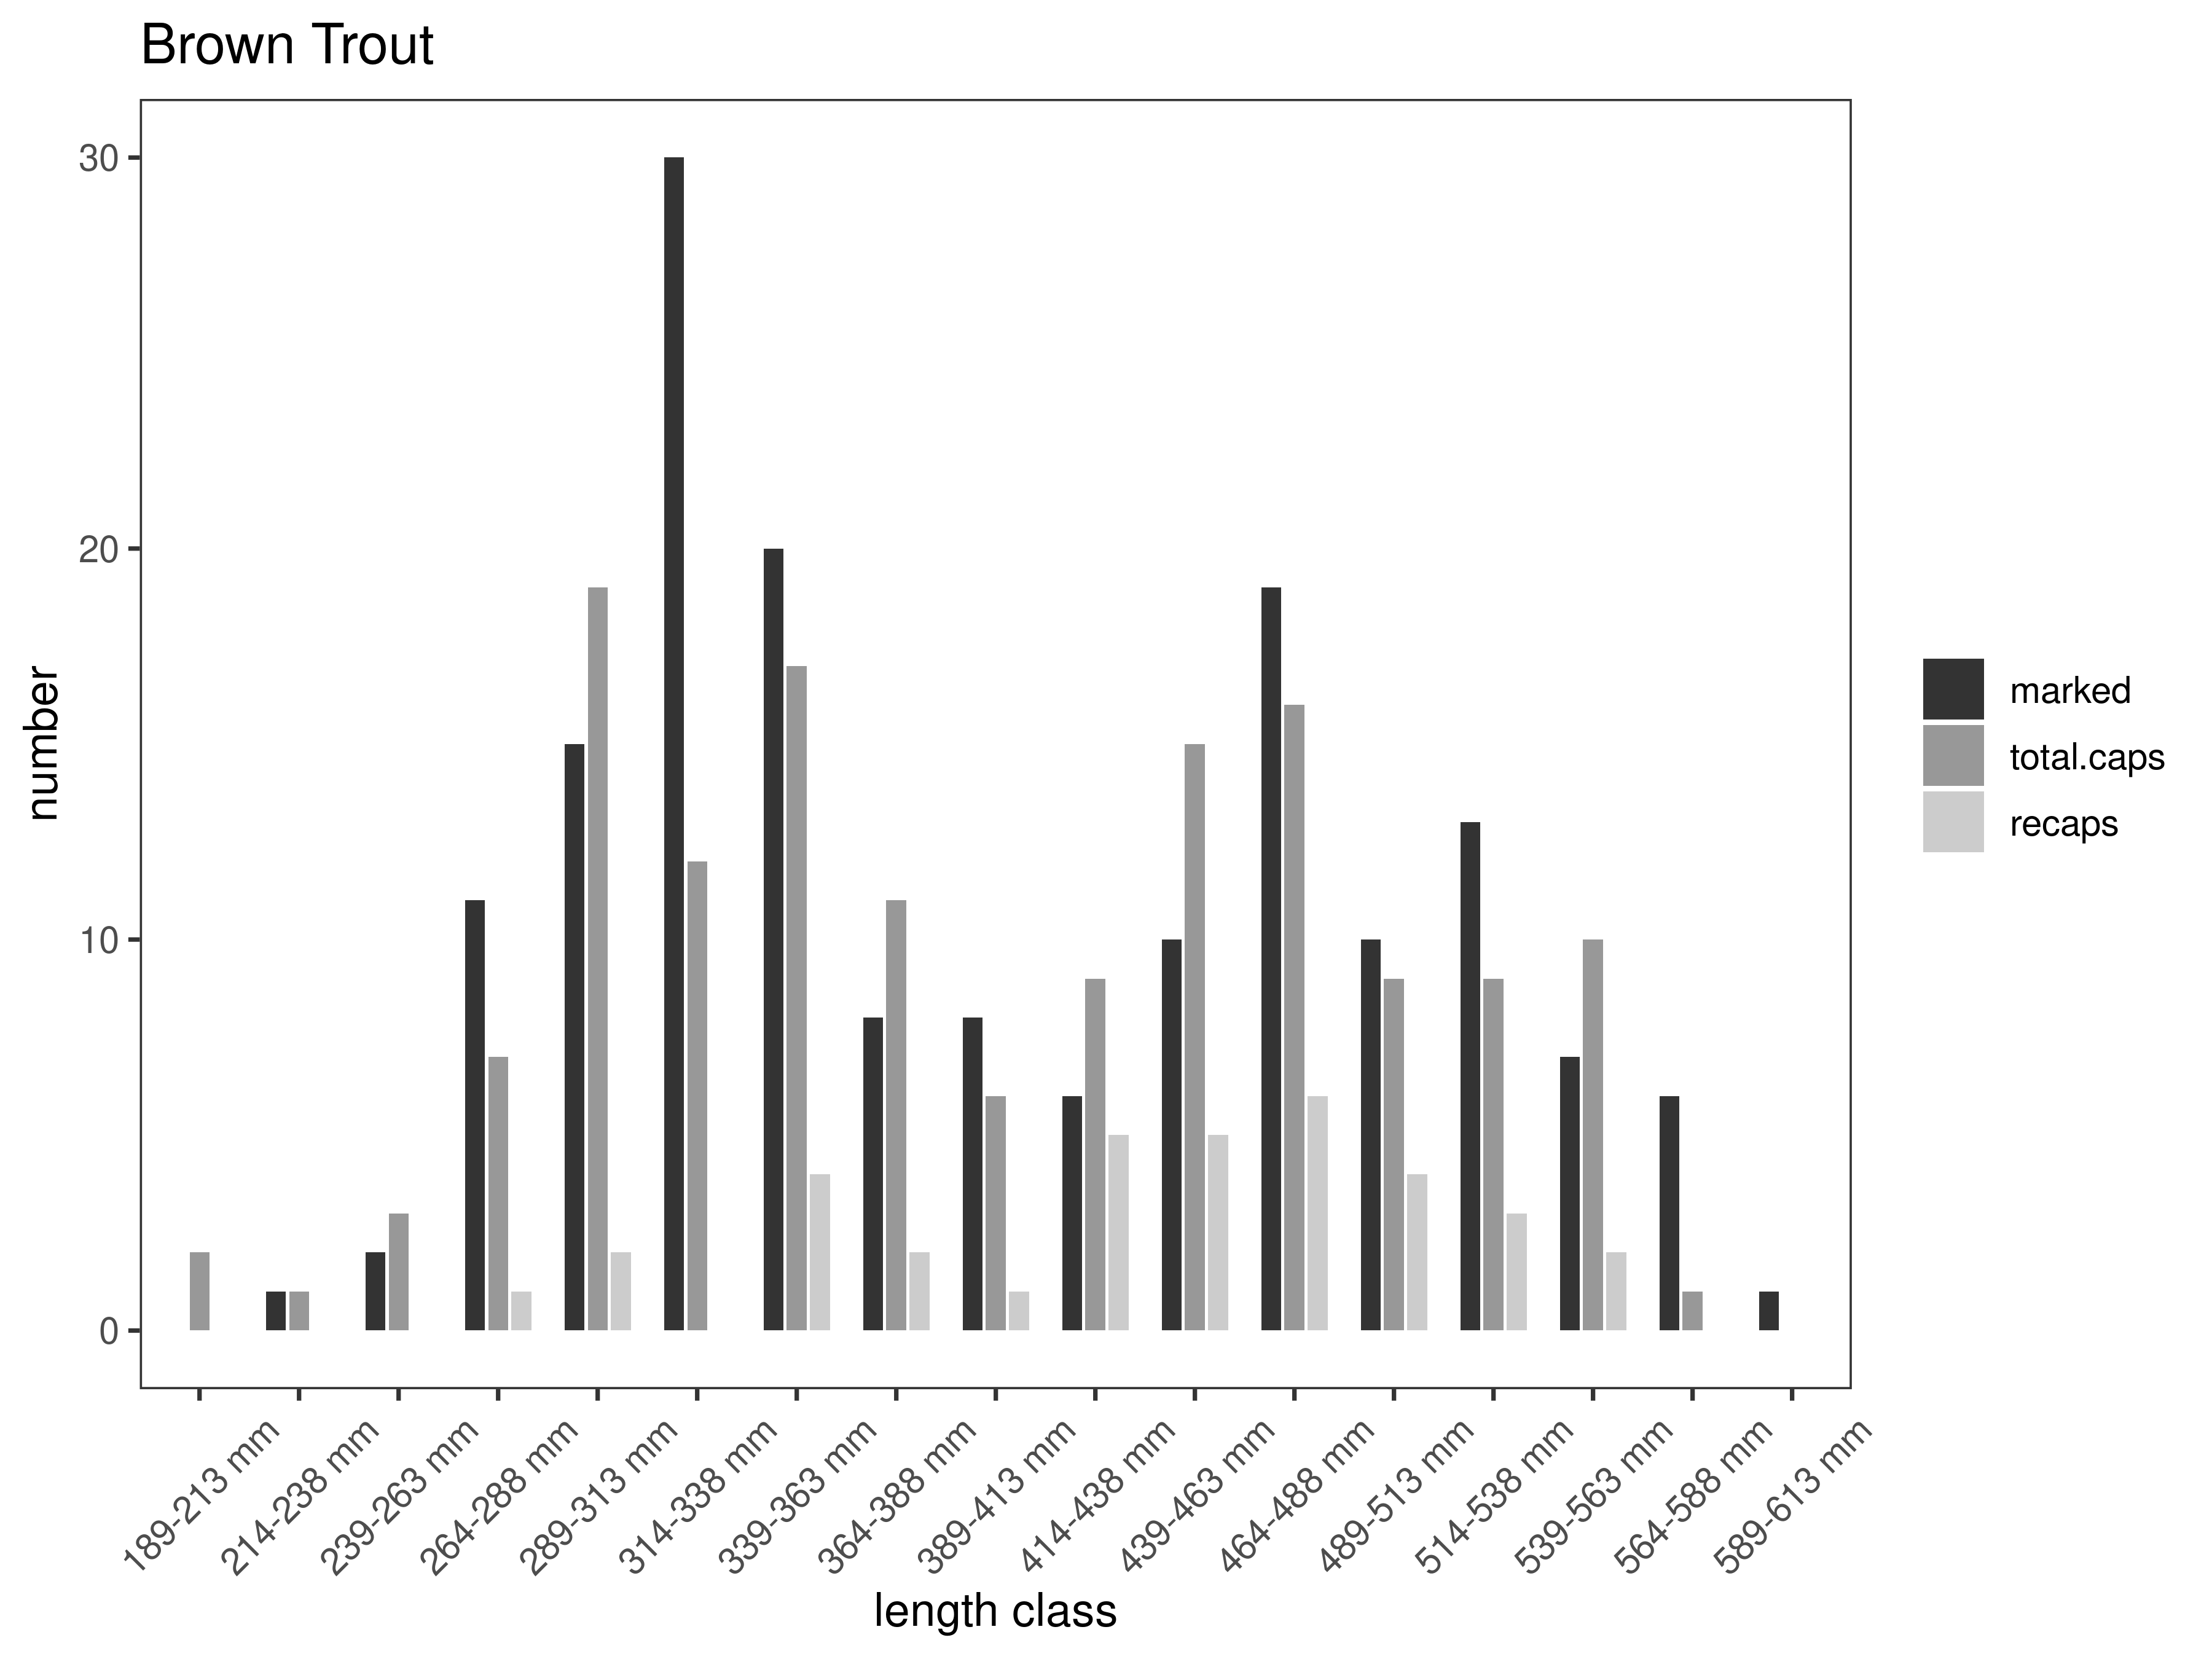 Brown Trout
number
30
20
10
0
189-213 mm
214-238 mm
239-263 mm
264-288 mm
289-313 mm
314-338 mm
339-363 mm
364-388 mm
389-413 mm
414-438 mm
439-463 mm
464-488 mm
489-513 mm
514-538 mm
539-563 mm
564-588 mm
589-613 mm
length class
marked
total.caps
recaps